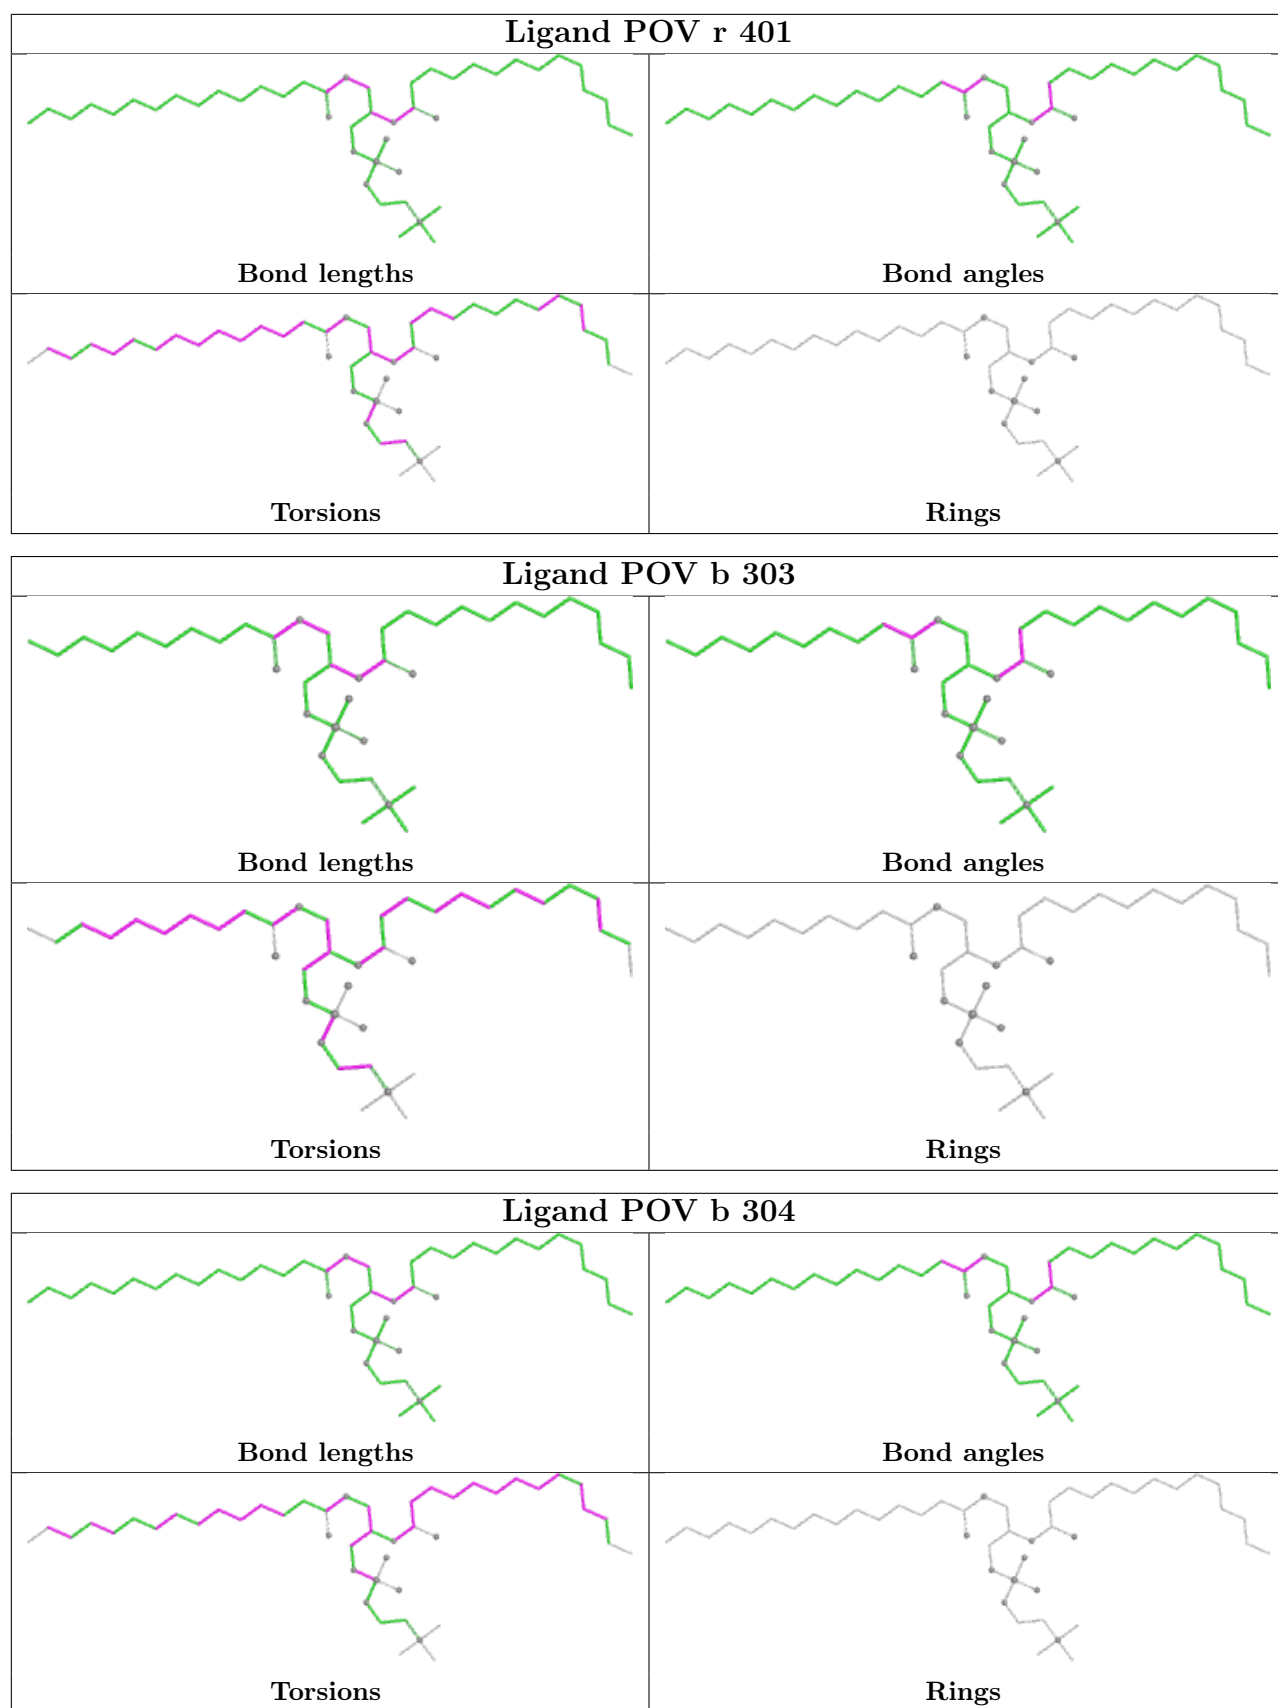 Ligand POV r 401
Bond lengths
Bond angles
Torsions
Rings
Ligand POV b 303
Bond lengths
Bond angles
Torsions
Rings
Ligand POV b 304
Bond lengths
Bond angles
Torsions
Rings